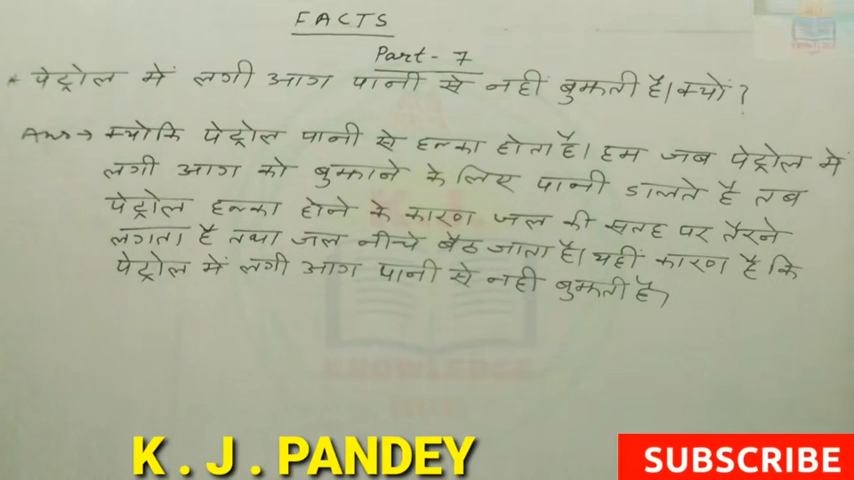 FACTS
Part - 7
* पेट्रोल में लगी आग पानी से नहीं बुझती है। क्यों ?
Ans → क्योकि पेट्रोल पानी से हल्का होता है। हम जब पेट्रोल में
लगी आग को बुझाने के लिए पानी डालते है तब
पेट्रोल हल्का होने के कारण जल की सतह पर तैरने
लगता है तथा जल नीचे बैठ जाता है। यहीं कारण है कि
पेट्रोल में लगी आग पानी से नही बुझती है।
K.J.
KNOWLEDGE
K . J . PANDEY
SUBSCRIBE